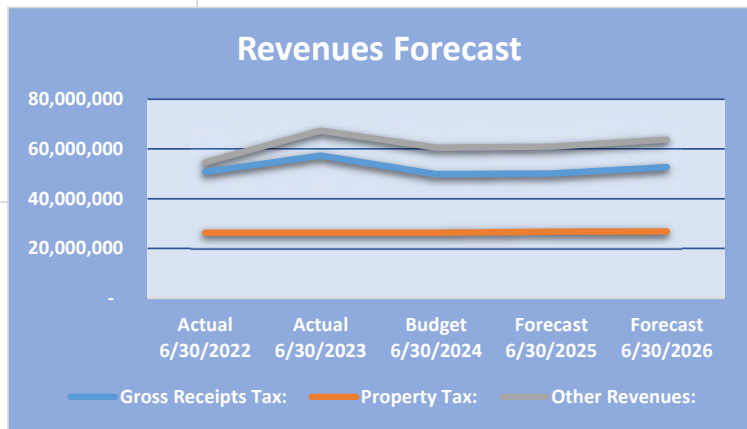 Revenues Forecast
80,000,000
60,000,000
40,000,000
20,000,000
-
Actual Actual Budget Forecast Forecast
6/30/2022 6/30/2023 6/30/2024 6/30/2025 6/30/2026
Gross Receipts Tax: Property Tax: Other Revenues: